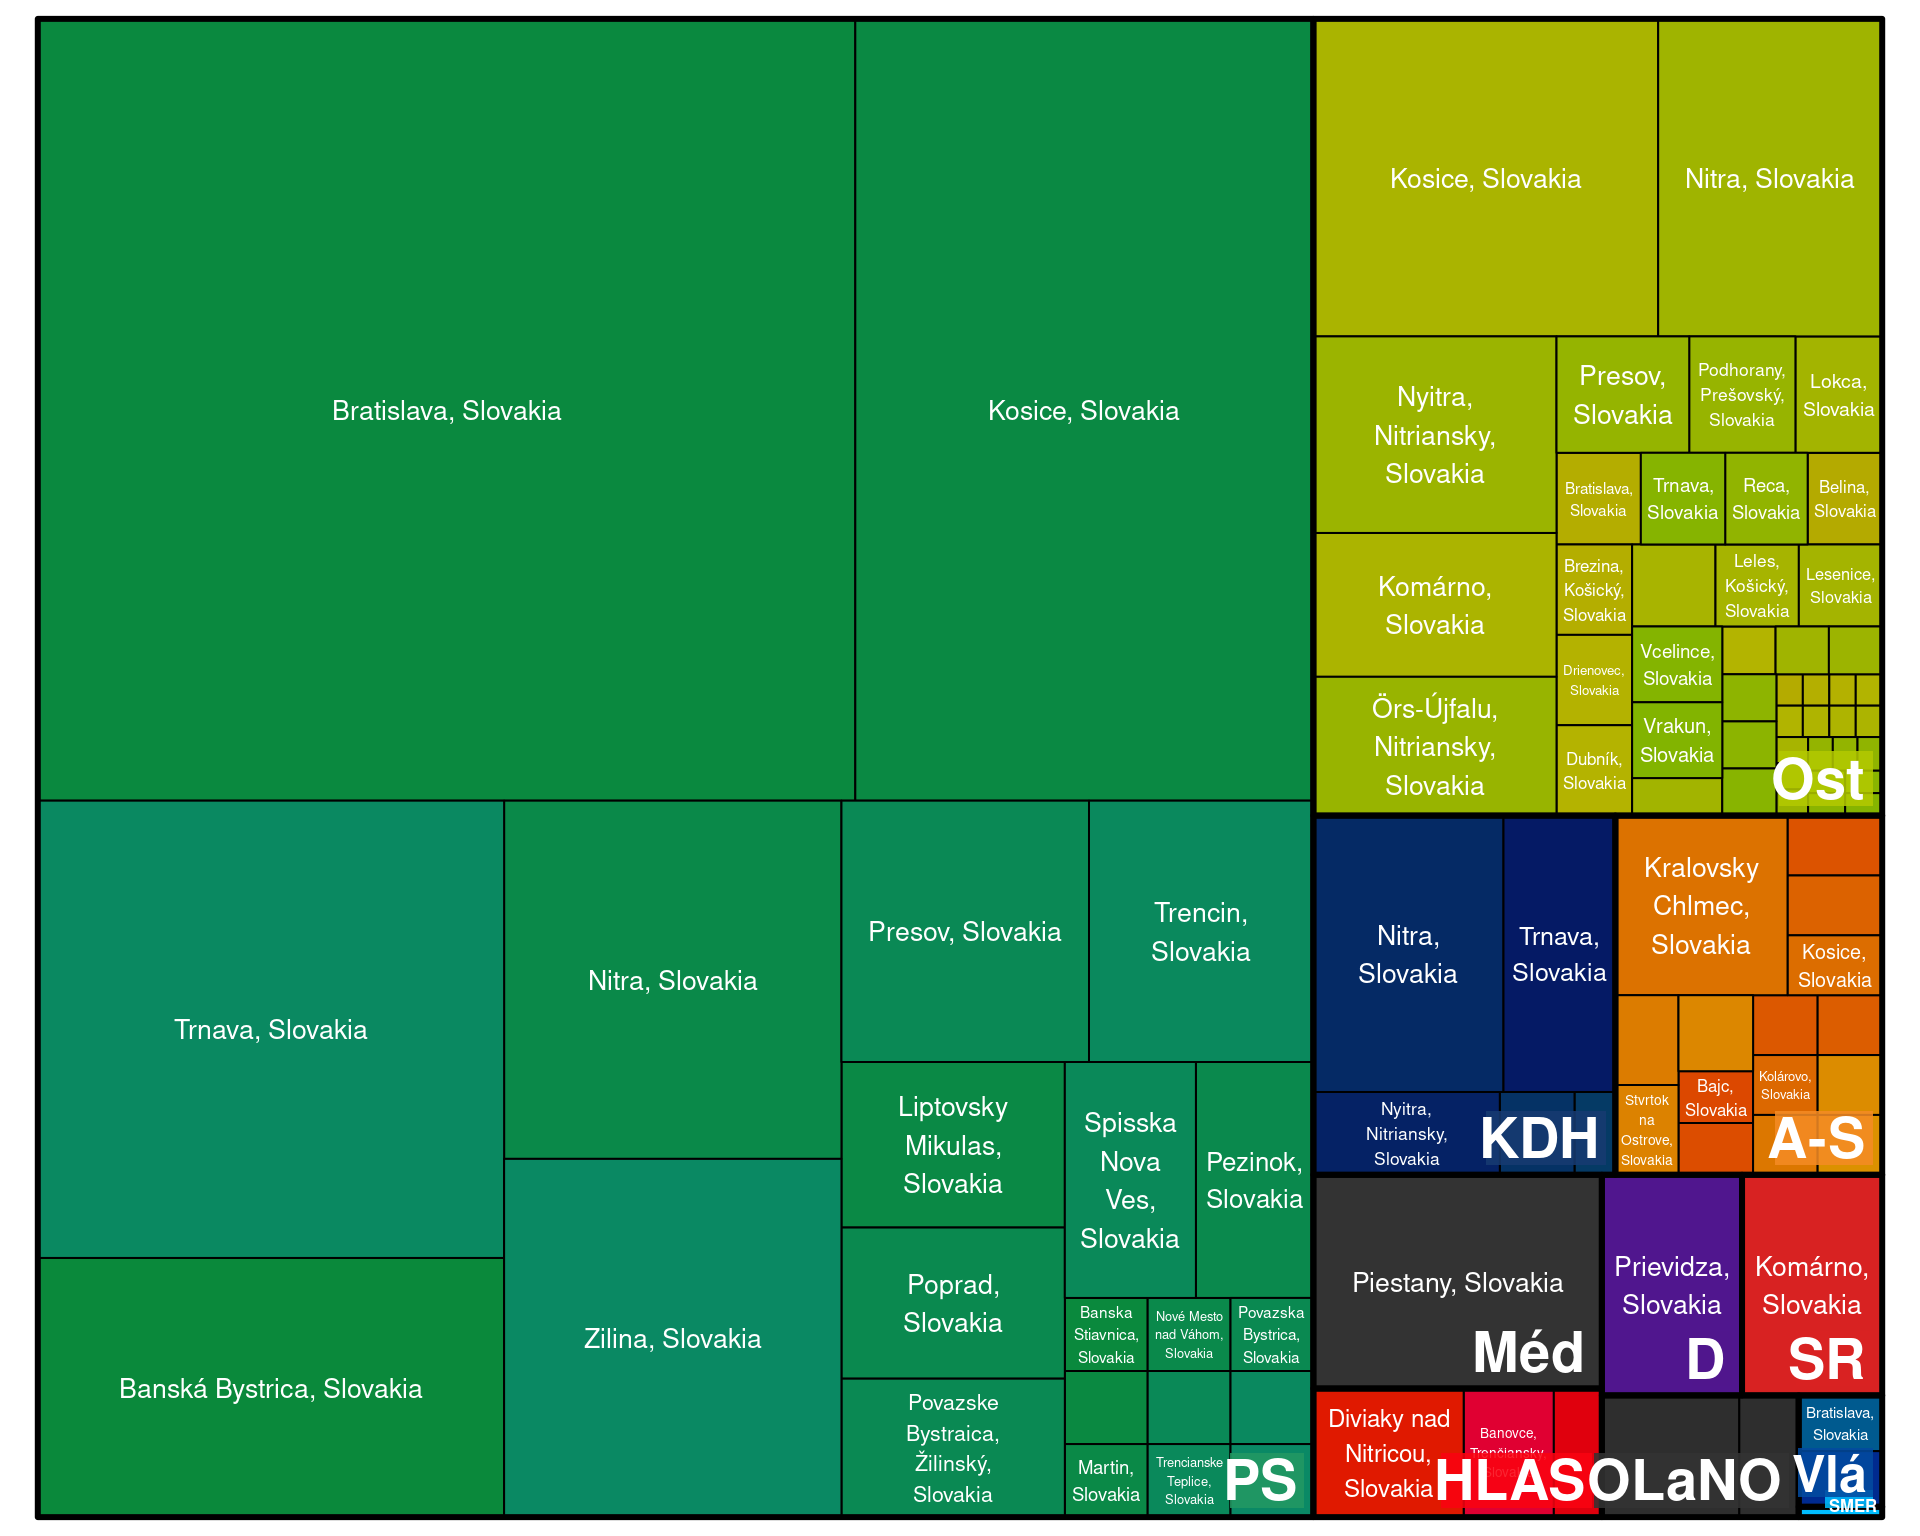 Bratislava, Slovakia
Kosice, Slovakia
Trnava, Slovakia
Banská Bystrica, Slovakia
Nitra, Slovakia
Zilina, Slovakia
Presov, Slovakia
Trencin,
Slovakia
Liptovsky
Mikulas,
Slovakia
Poprad,
Slovakia
Povazske
Bystraica,
Žilinský,
Slovakia
Spisska
Nova
Ves,
Slovakia
Pezinok,
Slovakia
Banska
Stiavnica,
Slovakia
Nové Mesto
nad Váhom,
Slovakia
Povazska
Bystrica,
Slovakia
Martin,
Slovakia
Trencianske
Teplice,
Slovakia
PS
Kosice, Slovakia
Nitra, Slovakia
Nyitra,
Nitriansky,
Slovakia
Komárno,
Slovakia
Örs-Újfalu,
Nitriansky,
Slovakia
Presov,
Slovakia
Podhorany,
Prešovský,
Slovakia
Lokca,
Slovakia
Bratislava,
Slovakia
Trnava,
Slovakia
Reca,
Slovakia
Belina,
Slovakia
Brezina,
Košický,
Slovakia
Leles,
Košický,
Slovakia
Lesenice,
Slovakia
Drienovec,
Slovakia
Vcelince,
Slovakia
Vrakun,
Slovakia
Dubník,
Slovakia
Ost
Nitra,
Slovakia
Trnava,
Slovakia
Nyitra,
Nitriansky,
Slovakia
KDH
Kralovsky
Chlmec,
Slovakia
Kosice,
Slovakia
Stvrtok
na
Ostrove,
Slovakia
Bajc,
Slovakia
Kolárovo,
Slovakia
A-S
Piestany, Slovakia
Méd
Prievidza,
Slovakia
D
Komárno,
Slovakia
SR
Diviaky nad
Nitricou,
Slovakia
Banovce,
Trenčiansky,
Slovakia
HLAS
OLaNO
Bratislava,
Slovakia
Vlá
SMER